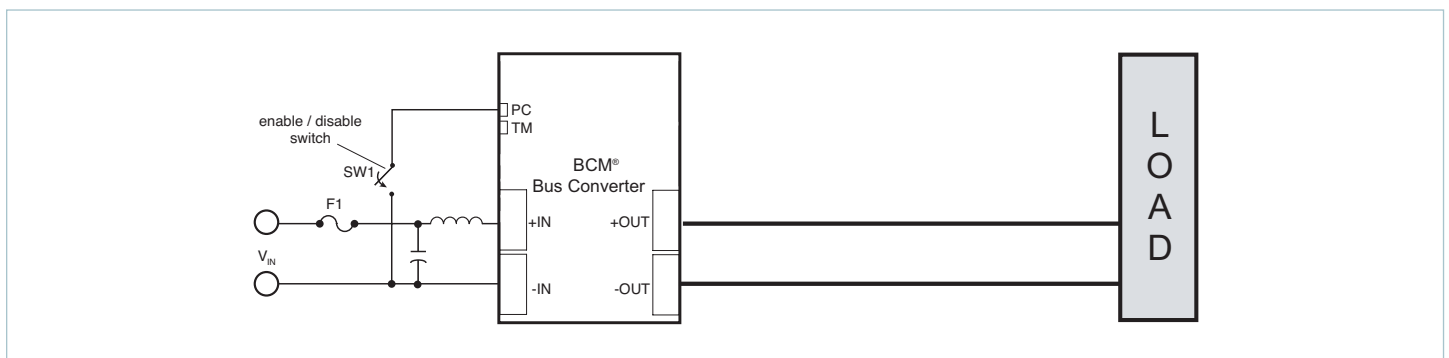 PC
TM
enable / disable
switch
SW1
BCM®
Bus Converter
F1
+IN
+OUT
VIN
-IN
-OUT
L
O
A
D